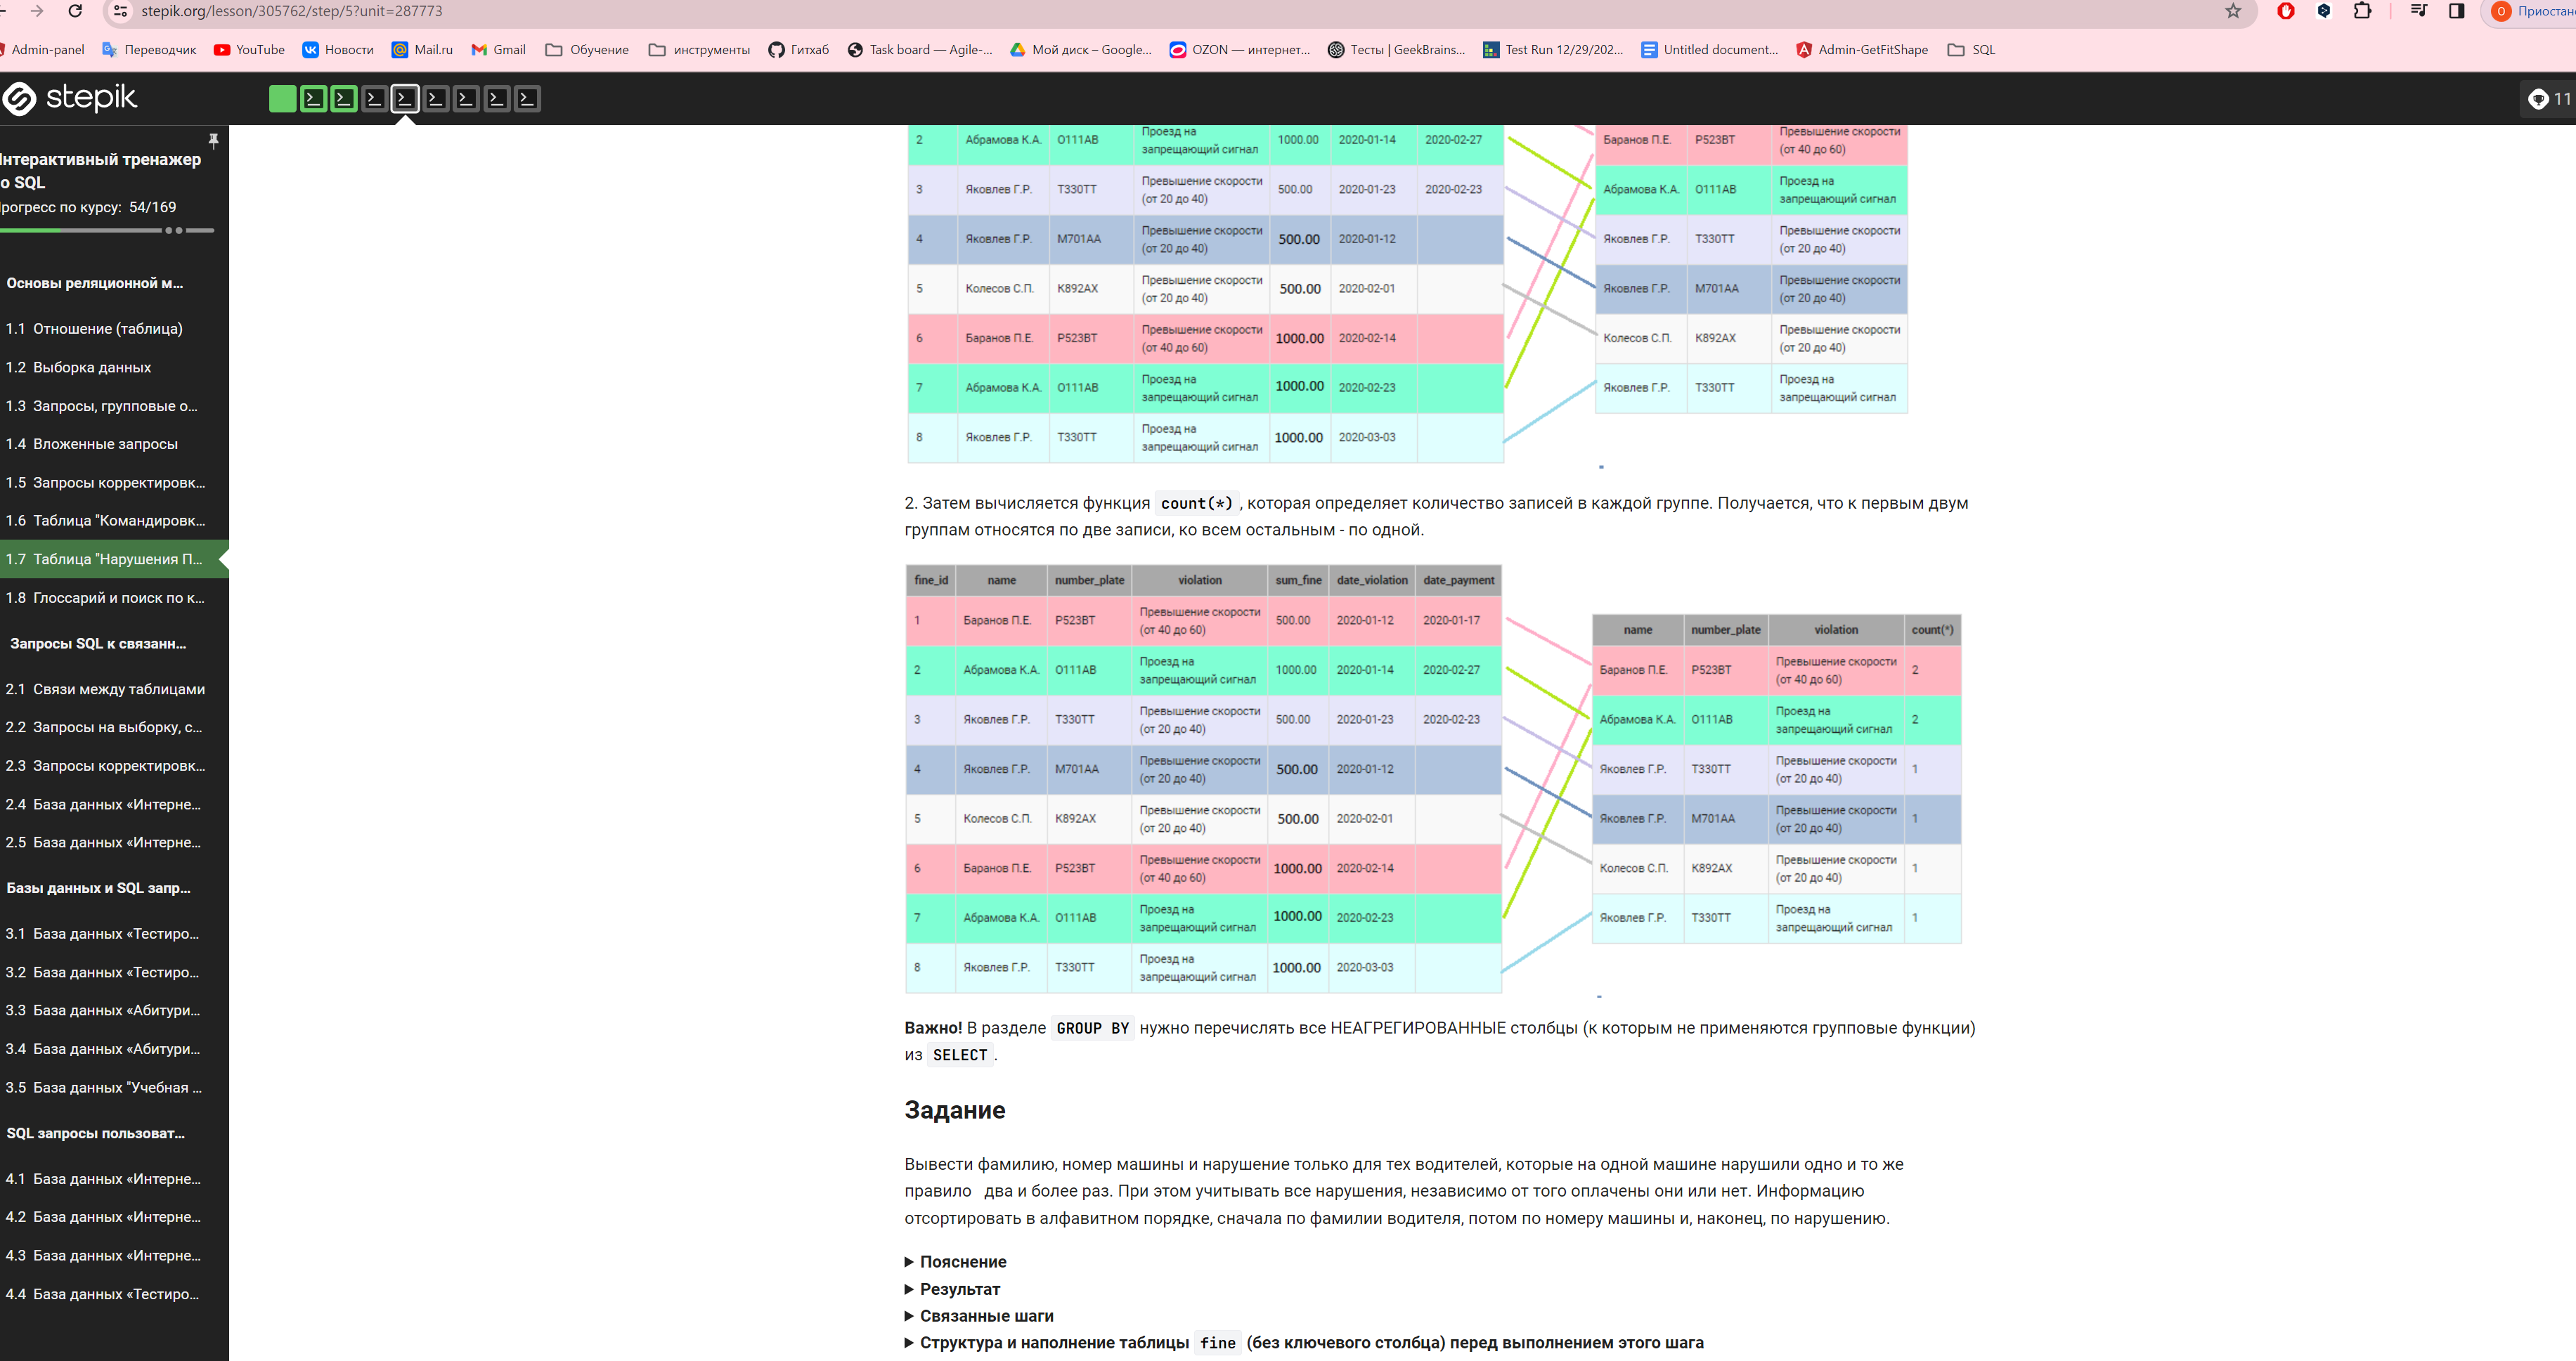 stepik.org/lesson/305762/step/5?unit=287773
О Приостан
Admin-panel Переводчик YouTube Новости Mail.ru Gmail Обучение инструменты Гитхаб Task board — Agile-... Мой диск – Google... OZON — интернет... Тесты | GeekBrains... Test Run 12/29/202... Untitled document... Admin-GetFitShape SQL
stepik
11
Интерактивный тренажер
о SQL
Прогресс по курсу: 54/169
Основы реляционной м...
1.1 Отношение (таблица)
1.2 Выборка данных
1.3 Запросы, групповые о...
1.4 Вложенные запросы
1.5 Запросы корректировк...
1.6 Таблица "Командировк...
1.7 Таблица "Нарушения П...
1.8 Глоссарий и поиск по к...
Запросы SQL к связанн...
2.1 Связи между таблицами
2.2 Запросы на выборку, с...
2.3 Запросы корректировк...
2.4 База данных «Интерне...
2.5 База данных «Интерне...
Базы данных и SQL запр...
3.1 База данных «Тестиро...
3.2 База данных «Тестиро...
3.3 База данных «Абитури...
3.4 База данных «Абитури...
3.5 База данных "Учебная ...
SQL запросы пользоват...
4.1 База данных «Интерне...
4.2 База данных «Интерне...
4.3 База данных «Интерне...
4.4 База данных «Тестиро...
2 Абрамова К.А. О111АВ Проезд на запрещающий сигнал 1000.00 2020-01-14 2020-02-27
3 Яковлев Г.Р. Т330ТТ Превышение скорости (от 20 до 40) 500.00 2020-01-23 2020-02-23
4 Яковлев Г.Р. М701АА Превышение скорости (от 20 до 40) 500.00 2020-01-12
5 Колесов С.П. К892АХ Превышение скорости (от 20 до 40) 500.00 2020-02-01
6 Баранов П.Е. Р523ВТ Превышение скорости (от 40 до 60) 1000.00 2020-02-14
7 Абрамова К.А. О111АВ Проезд на запрещающий сигнал 1000.00 2020-02-23
8 Яковлев Г.Р. Т330ТТ Проезд на запрещающий сигнал 1000.00 2020-03-03
Баранов П.Е. Р523ВТ Превышение скорости (от 40 до 60)
Абрамова К.А. О111АВ Проезд на запрещающий сигнал
Яковлев Г.Р. Т330ТТ Превышение скорости (от 20 до 40)
Яковлев Г.Р. М701АА Превышение скорости (от 20 до 40)
Колесов С.П. К892АХ Превышение скорости (от 20 до 40)
Яковлев Г.Р. Т330ТТ Проезд на запрещающий сигнал
2. Затем вычисляется функция count(*), которая определяет количество записей в каждой группе. Получается, что к первым двум
группам относятся по две записи, ко всем остальным - по одной.
fine_id name number_plate violation sum_fine date_violation date_payment
1 Баранов П.Е. Р523ВТ Превышение скорости (от 40 до 60) 500.00 2020-01-12 2020-01-17
2 Абрамова К.А. О111АВ Проезд на запрещающий сигнал 1000.00 2020-01-14 2020-02-27
3 Яковлев Г.Р. Т330ТТ Превышение скорости (от 20 до 40) 500.00 2020-01-23 2020-02-23
4 Яковлев Г.Р. М701АА Превышение скорости (от 20 до 40) 500.00 2020-01-12
5 Колесов С.П. К892АХ Превышение скорости (от 20 до 40) 500.00 2020-02-01
6 Баранов П.Е. Р523ВТ Превышение скорости (от 40 до 60) 1000.00 2020-02-14
7 Абрамова К.А. О111АВ Проезд на запрещающий сигнал 1000.00 2020-02-23
8 Яковлев Г.Р. Т330ТТ Проезд на запрещающий сигнал 1000.00 2020-03-03
name number_plate violation count(*)
Баранов П.Е. Р523ВТ Превышение скорости (от 40 до 60) 2
Абрамова К.А. О111АВ Проезд на запрещающий сигнал 2
Яковлев Г.Р. Т330ТТ Превышение скорости (от 20 до 40) 1
Яковлев Г.Р. М701АА Превышение скорости (от 20 до 40) 1
Колесов С.П. К892АХ Превышение скорости (от 20 до 40) 1
Яковлев Г.Р. Т330ТТ Проезд на запрещающий сигнал 1
Важно! В разделе GROUP BY нужно перечислять все НЕАГРЕГИРОВАННЫЕ столбцы (к которым не применяются групповые функции)
из SELECT.
Задание
Вывести фамилию, номер машины и нарушение только для тех водителей, которые на одной машине нарушили одно и то же
правило два и более раз. При этом учитывать все нарушения, независимо от того оплачены они или нет. Информацию
отсортировать в алфавитном порядке, сначала по фамилии водителя, потом по номеру машины и, наконец, по нарушению.
Пояснение
Результат
Связанные шаги
Структура и наполнение таблицы fine (без ключевого столбца) перед выполнением этого шага